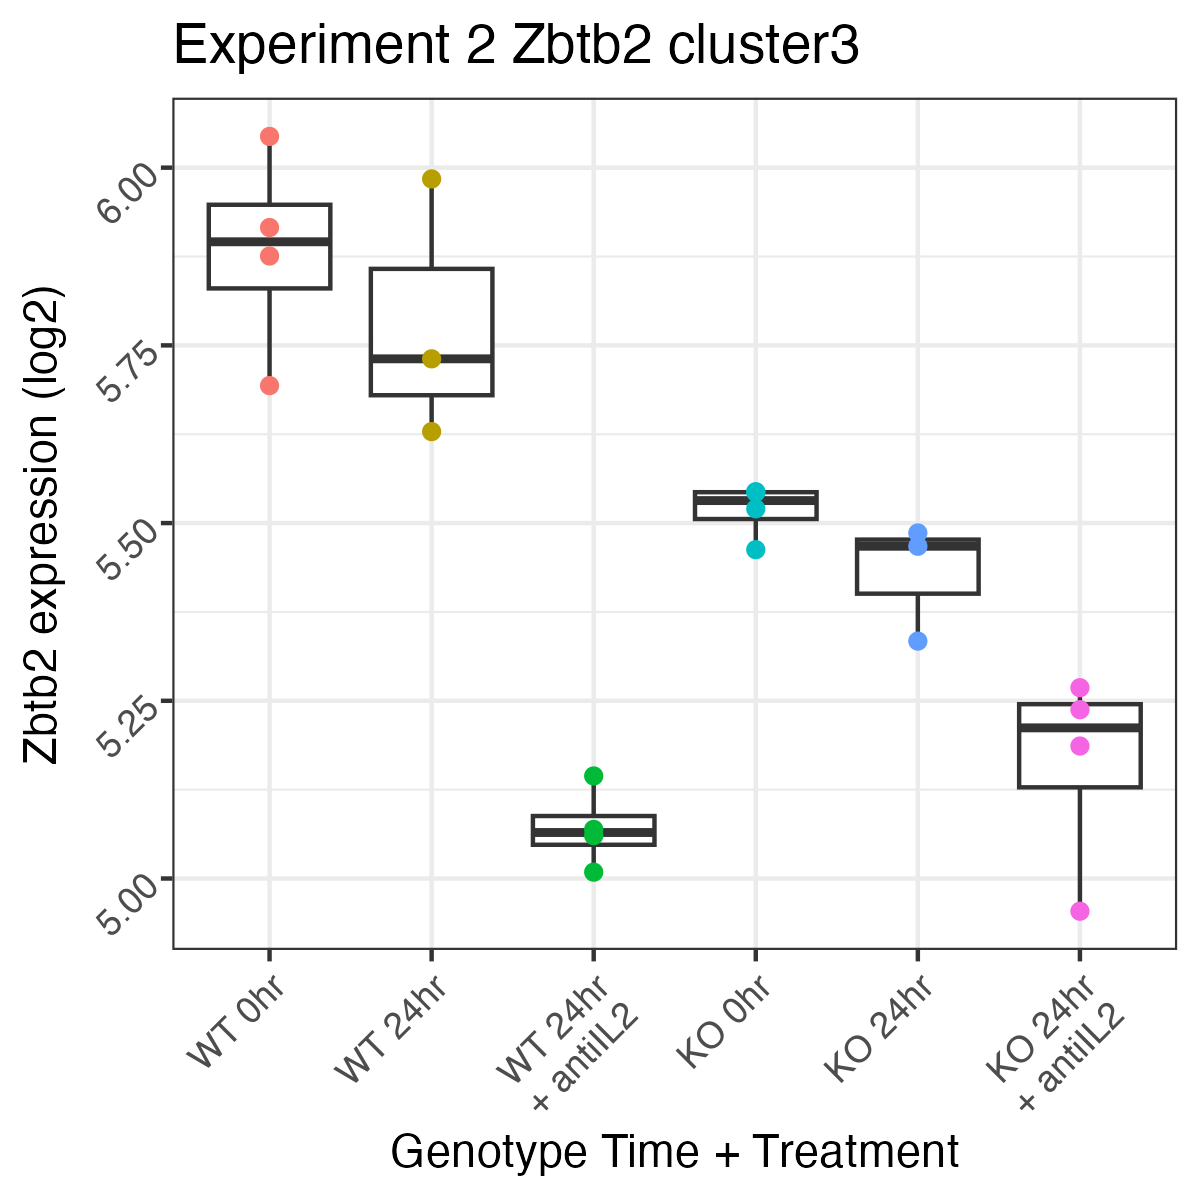 Experiment 2 Zbtb2 cluster3
Zbtb2 expression (log2)
6.00
5.75
5.50
5.25
5.00
WT 0hr
WT 24hr
WT 24hr
+ antiIL2
KO 0hr
KO 24hr
KO 24hr
+ antiIL2
Genotype Time + Treatment